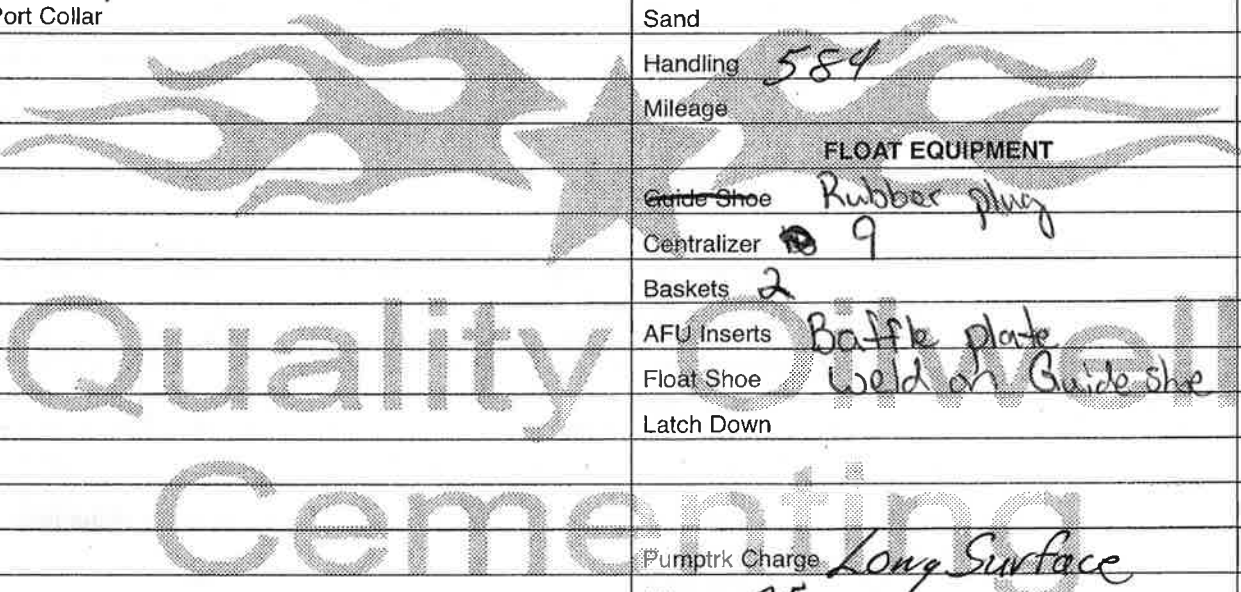 Port Collar
Sand
Handling 584
Mileage
FLOAT EQUIPMENT
Guide Shoe Rubber plug
Centralizer 9
Baskets 2
AFU Inserts Baffle plate
Float Shoe Weld on Guide shoe
Latch Down
Quality Oilwell
Cementing
Pumptrk Charge Long Surface